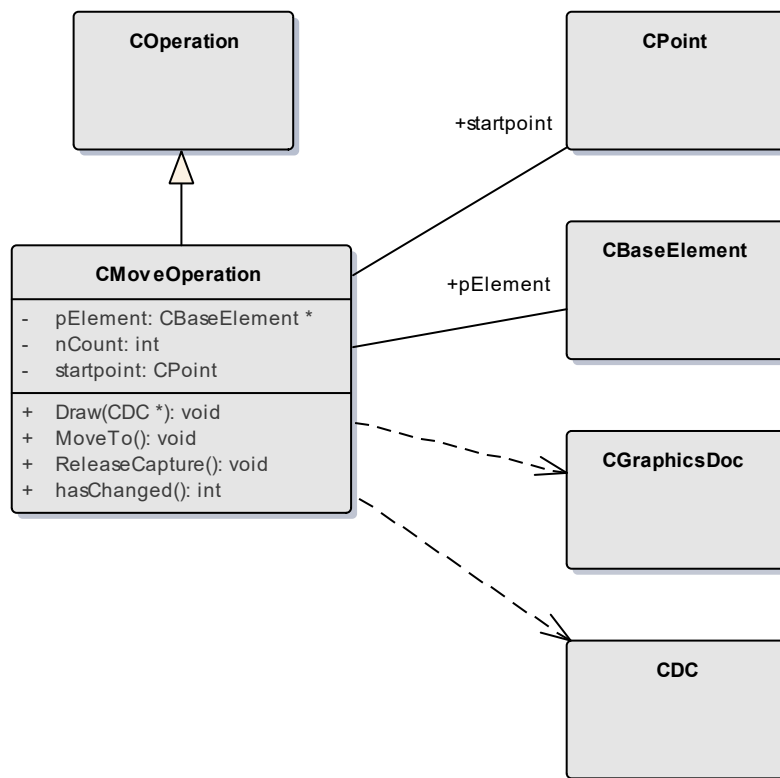 COperation
CPoint
+startpoint
CMoveOperation
- pElement: CBaseElement *
- nCount: int
- startpoint: CPoint
+ Draw(CDC *): void
+ MoveTo(): void
+ ReleaseCapture(): void
+ hasChanged(): int
CBaseElement
+pElement
CGraphicsDoc
CDC